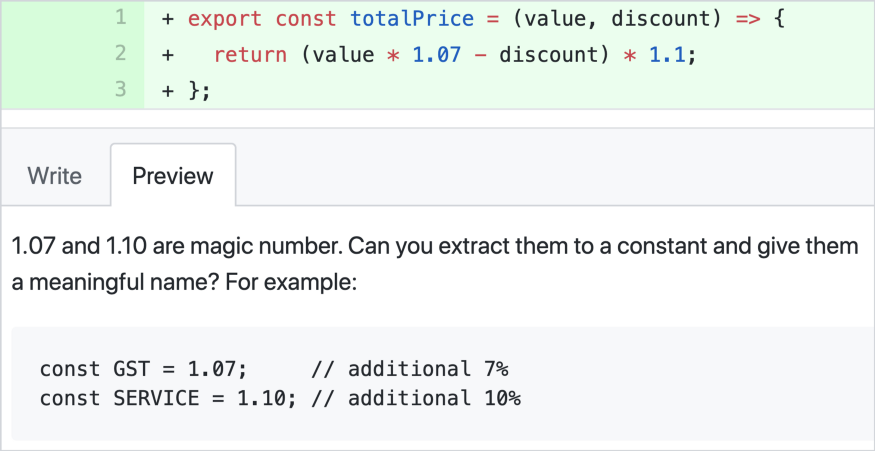 1 + export const totalPrice = (value, discount) => {
2 +   return (value * 1.07 - discount) * 1.1;
3 + };
Write Preview
1.07 and 1.10 are magic number. Can you extract them to a constant and give them
a meaningful name? For example:
const GST = 1.07;     // additional 7%
const SERVICE = 1.10; // additional 10%